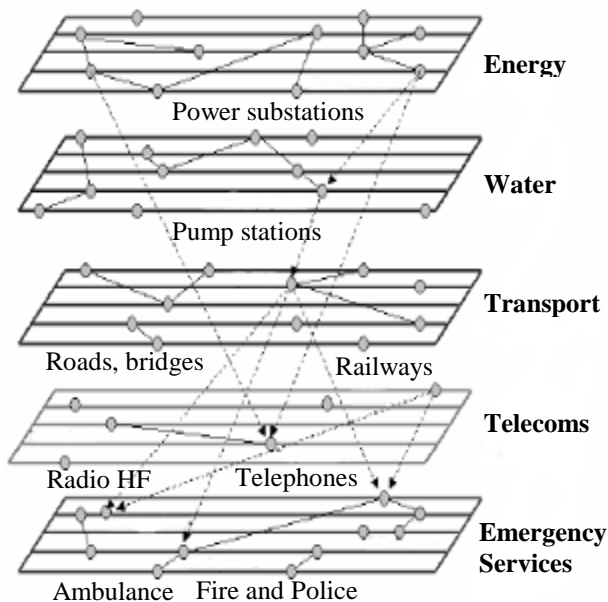 Energy
Power substations
Water
Pump stations
Transport
Roads, bridges
Railways
Telecoms
Radio HF
Telephones
Emergency
Services
Ambulance
Fire and Police